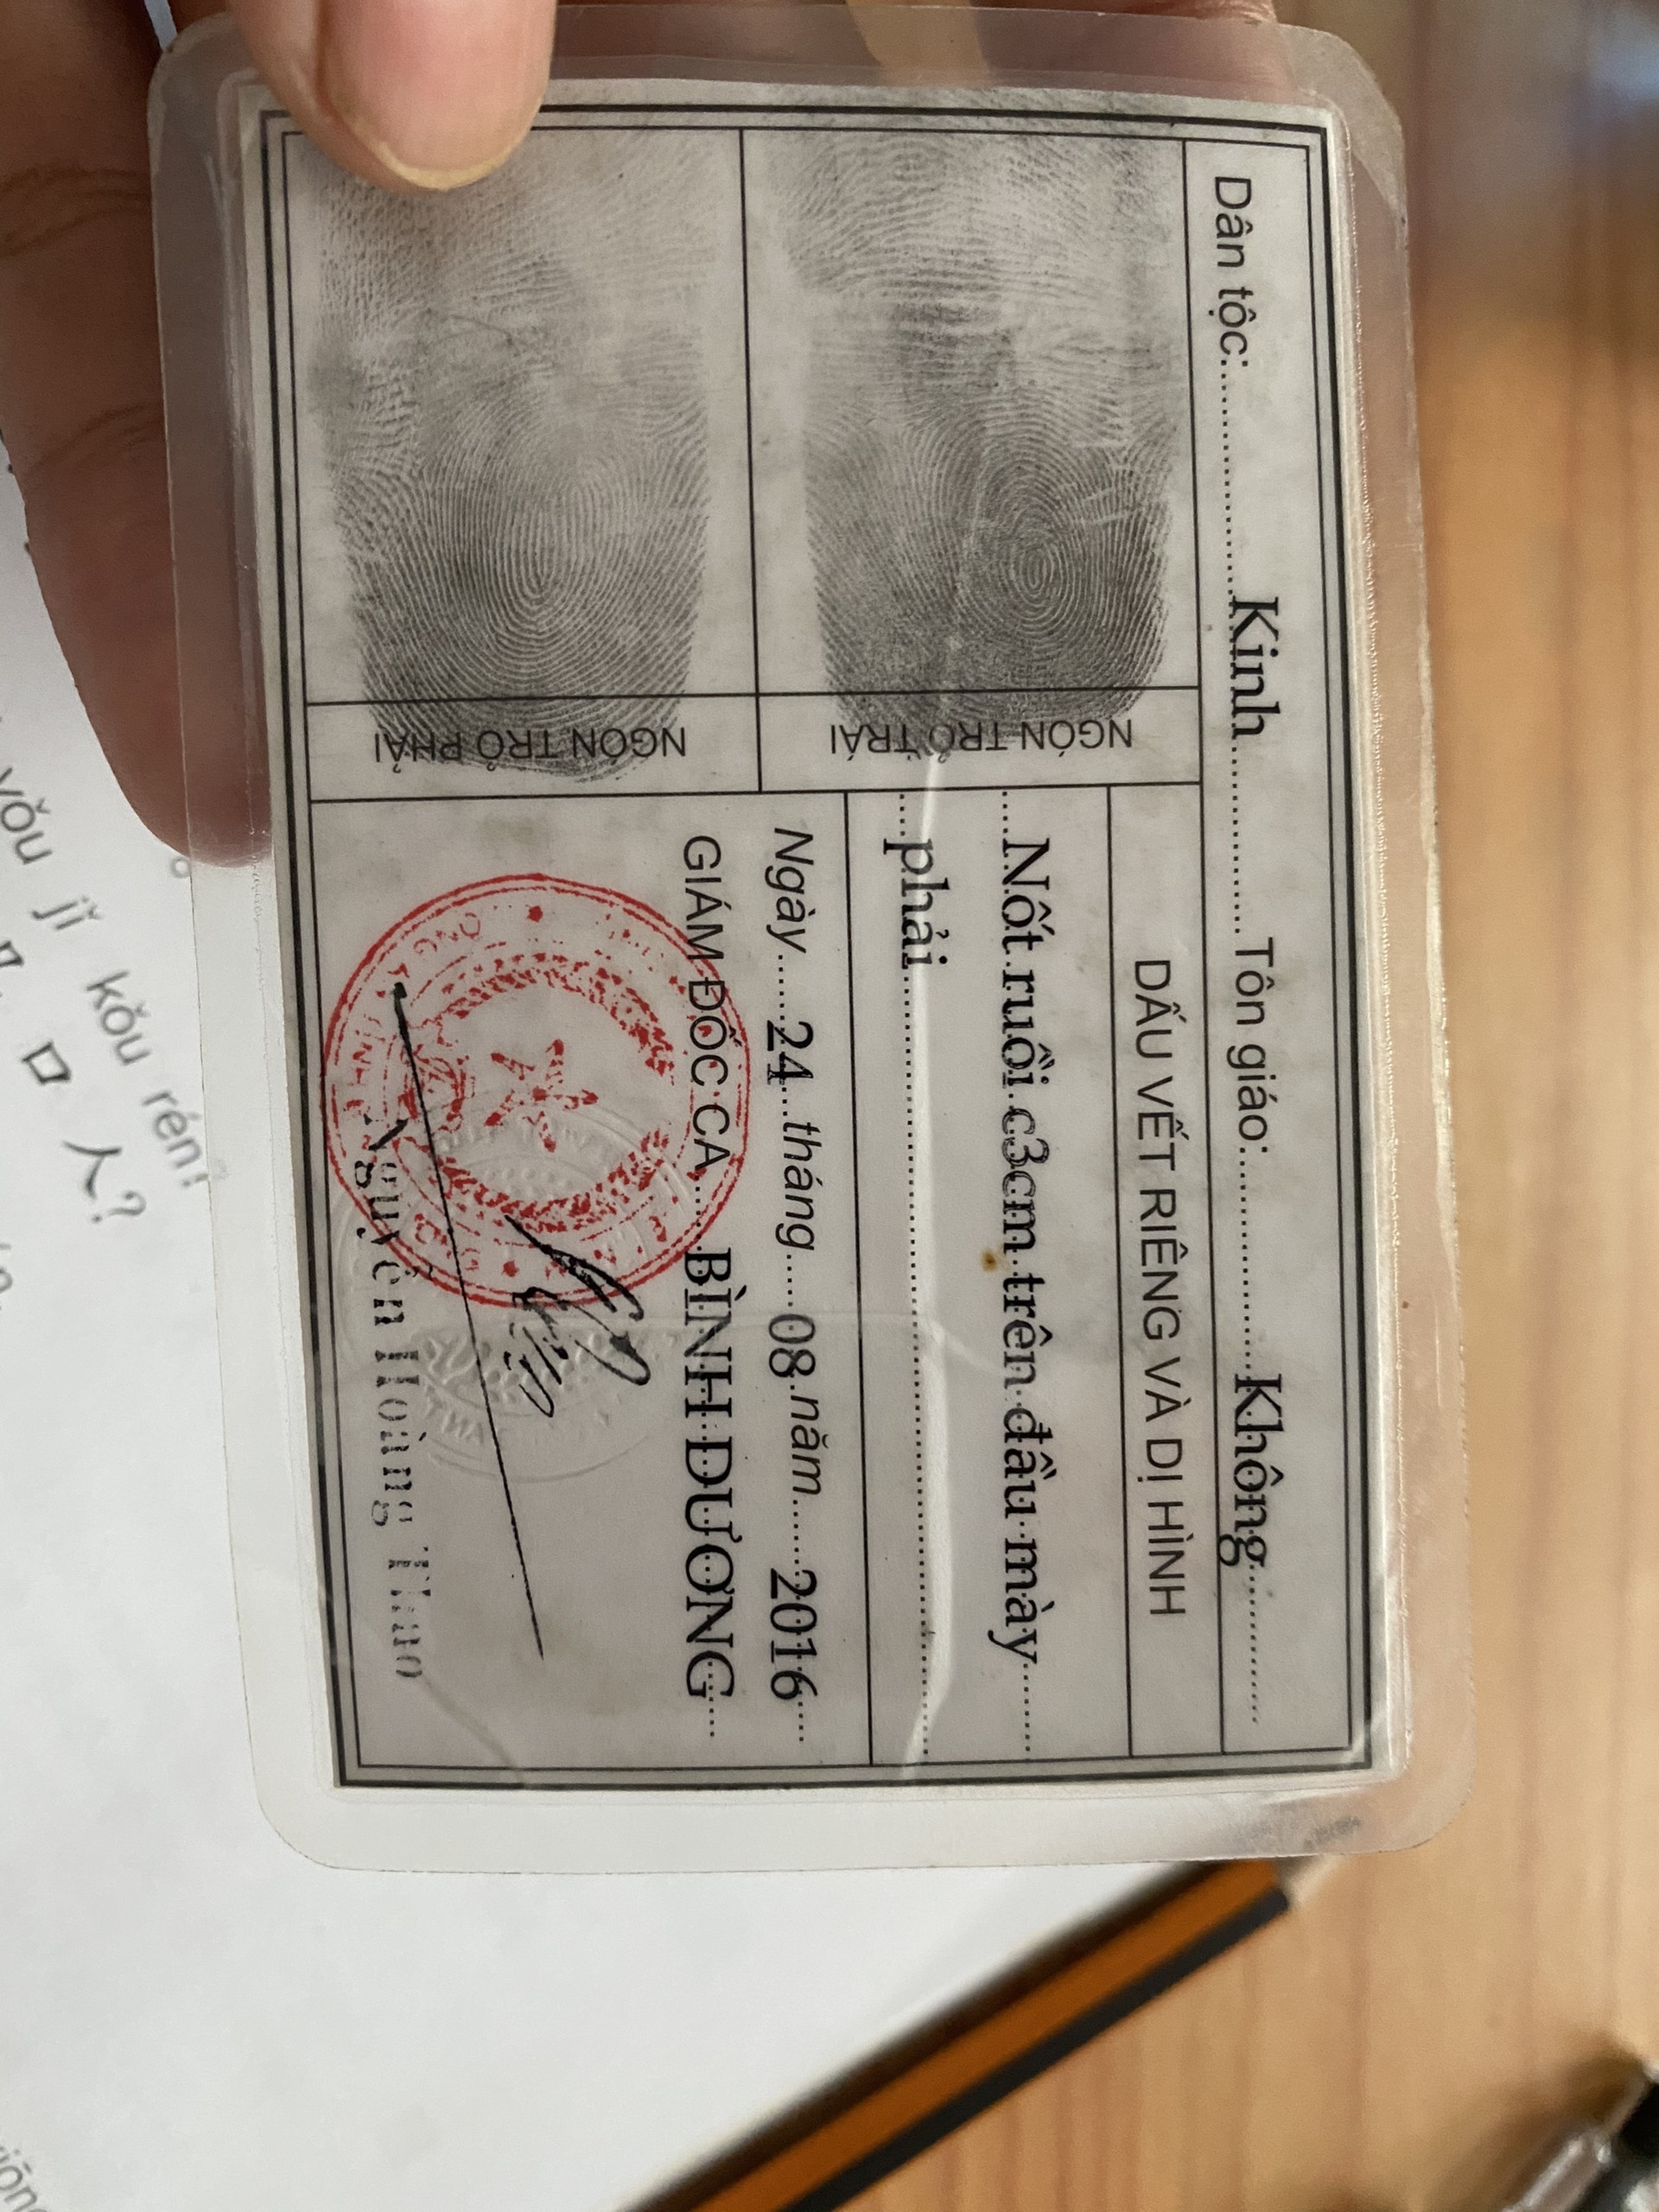 Dân tộc: Kinh Tôn giáo: Không
NGÓN TRỎ TRÁI
NGÓN TRỎ PHẢI
DẤU VẾT RIÊNG VÀ DỊ HÌNH
Nốt ruồi c3cm trên đầu mày
phải
Ngày 24 tháng 08 năm 2016
GIÁM ĐỐC CA BÌNH DƯƠNG
Nguyễn Hoàng Thao
yǒu jǐ kǒu rén?
口 人?